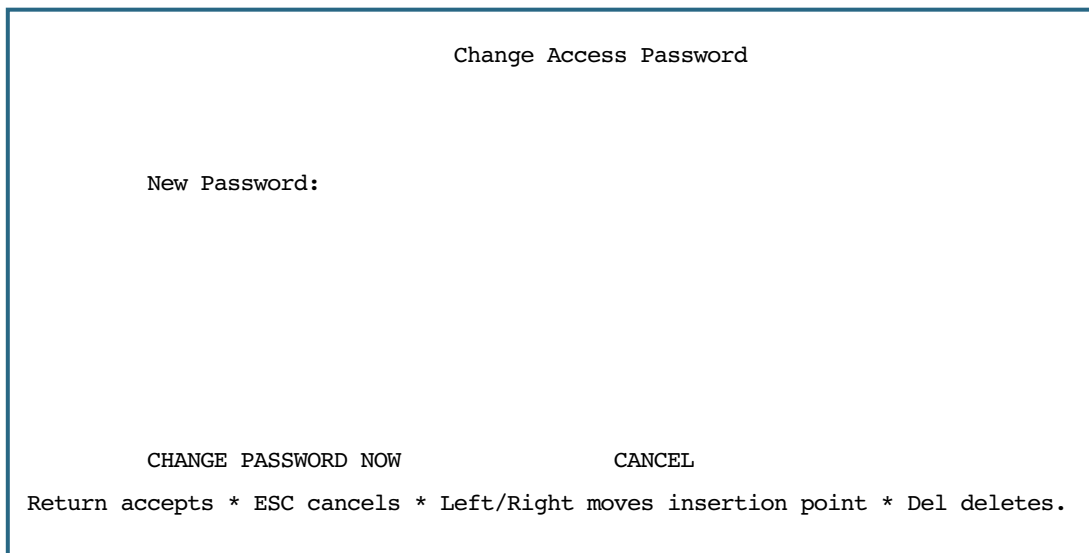 Change Access Password
New Password:
CHANGE PASSWORD NOW CANCEL
Return accepts * ESC cancels * Left/Right moves insertion point * Del deletes.